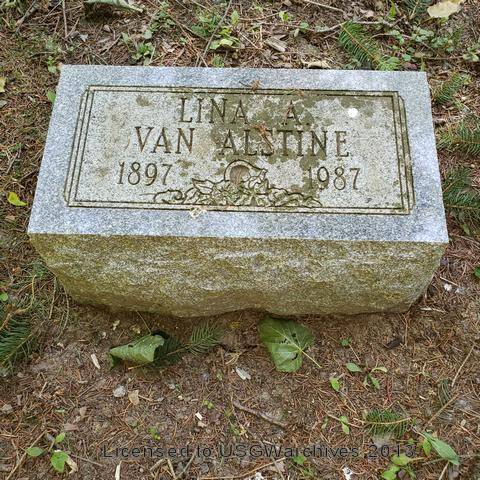 LINA A.
VAN ALSTINE
1897 1987
Licensed to USGWarchives 2013